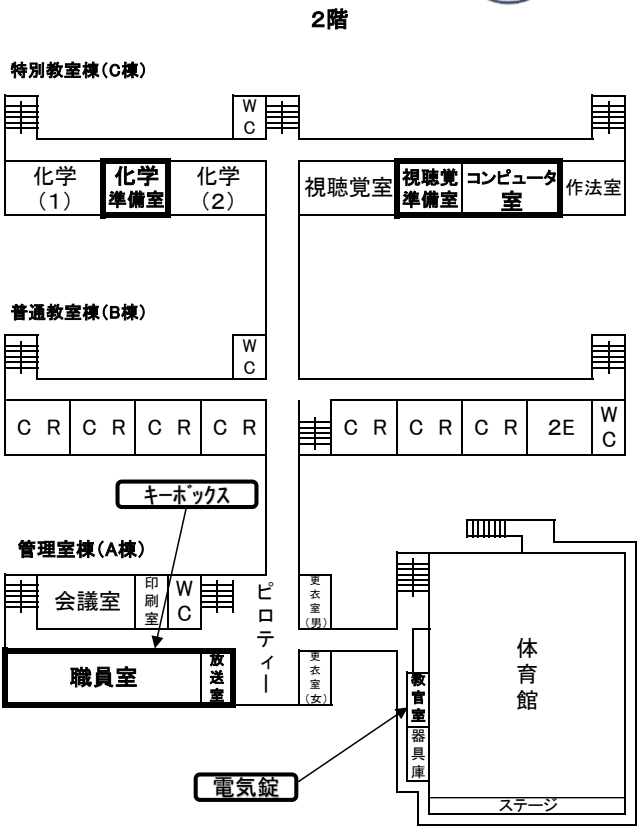 2階
特別教室棟(C棟)
WC
化学
(1)
化学
準備室
化学
(2)
視聴覚室
視聴覚
準備室
コンピュータ
室
作法室
普通教室棟(B棟)
WC
CR
CR
CR
CR
CR
CR
CR
2E
WC
キーボックス
管理室棟(A棟)
会議室
印刷室
WC
ピロティー
更衣室(男)
職員室
放送室
更衣室(女)
体育館
教官室
器具庫
電気錠
ステージ